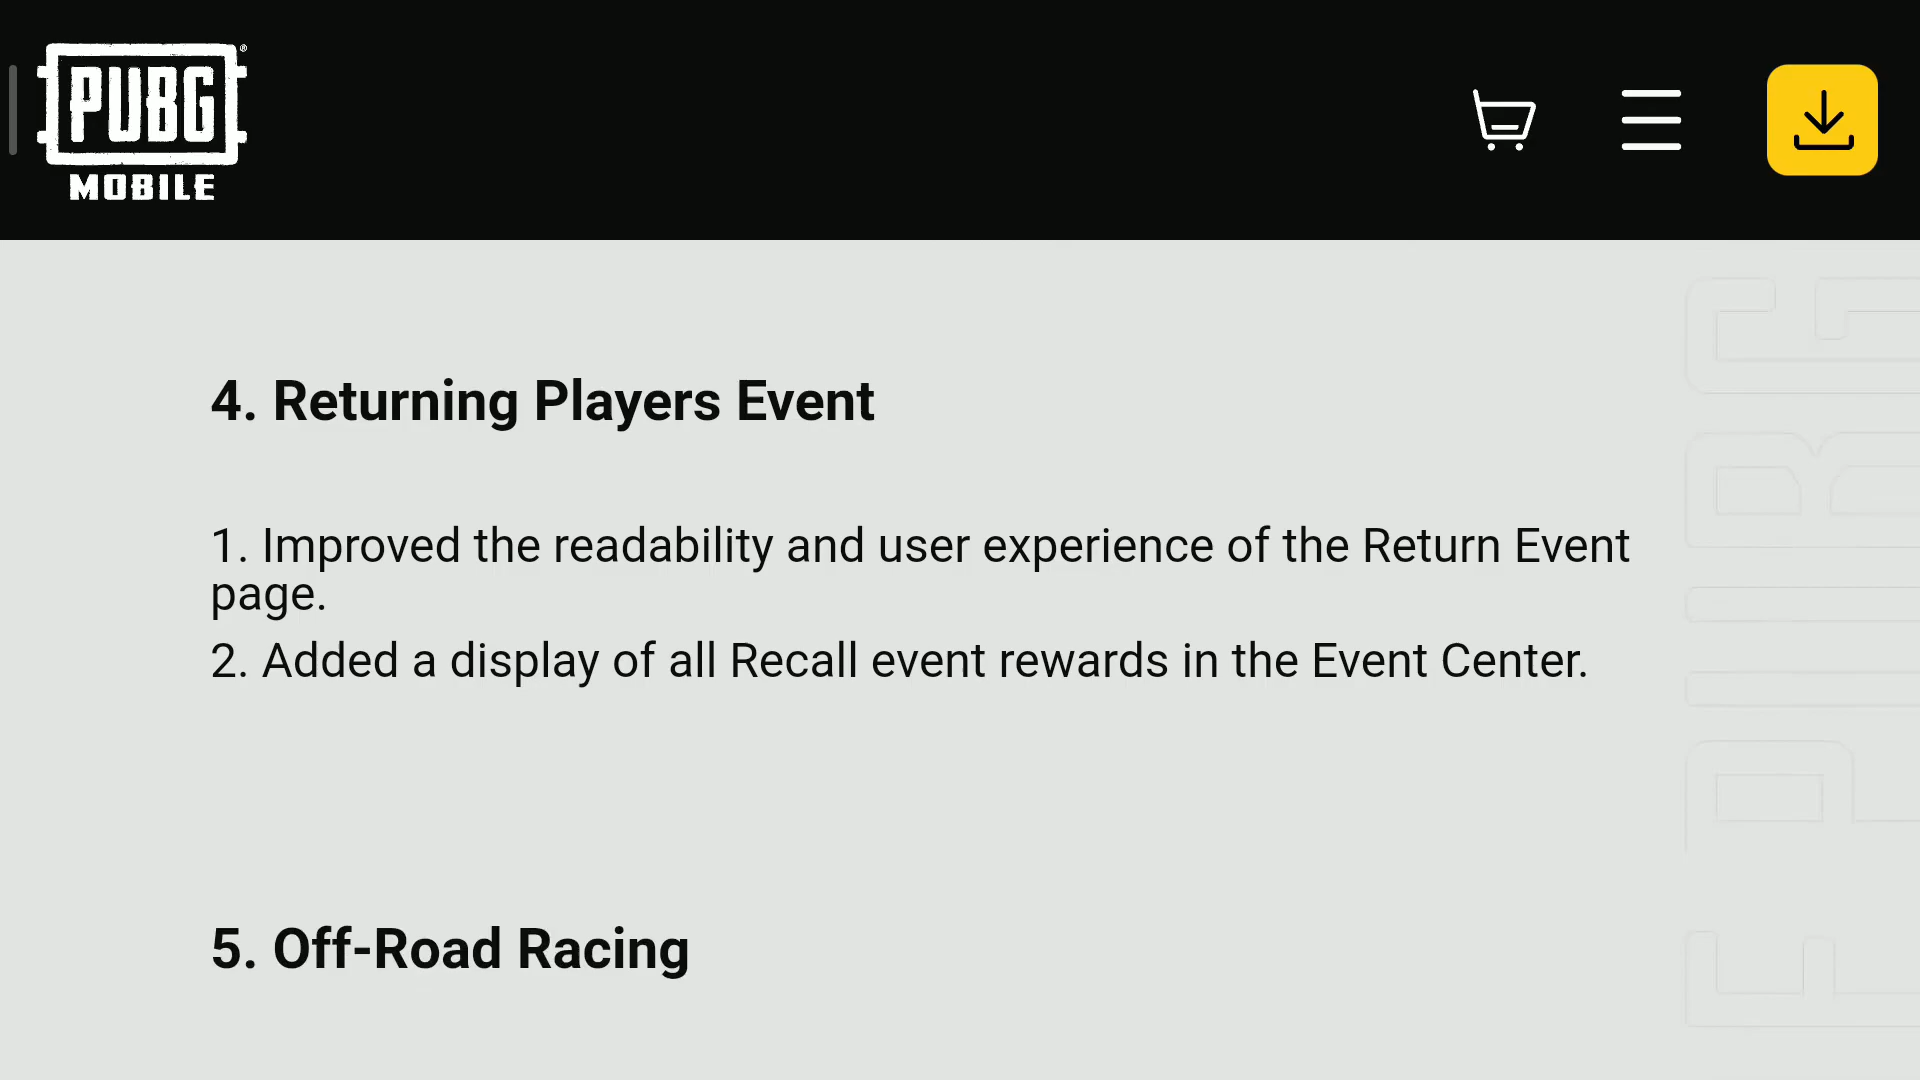 PUBG®
MOBILE
4. Returning Players Event
1. Improved the readability and user experience of the Return Event
page.
2. Added a display of all Recall event rewards in the Event Center.
5. Off-Road Racing
PUBG